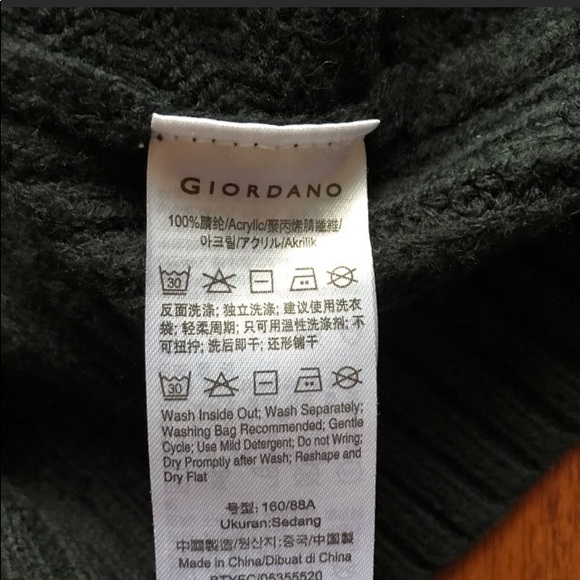 GIORDANO
100%腈纶/Acrylic/聚丙烯腈纖維/
아크릴/アクリル/Akrilik
30
反面洗涤; 独立洗涤; 建议使用洗衣
袋; 轻柔周期; 只可用温性洗涤剂; 不
可扭拧; 洗后即干; 还形铺干
30
Wash Inside Out; Wash Separately;
Washing Bag Recommended; Gentle
Cycle; Use Mild Detergent; Do not Wring;
Dry Promptly after Wash; Reshape and
Dry Flat
号型: 160/88A
Ukuran:Sedang
中國製造/원산지:중국/中国製
Made in China/Dibuat di China
05355520